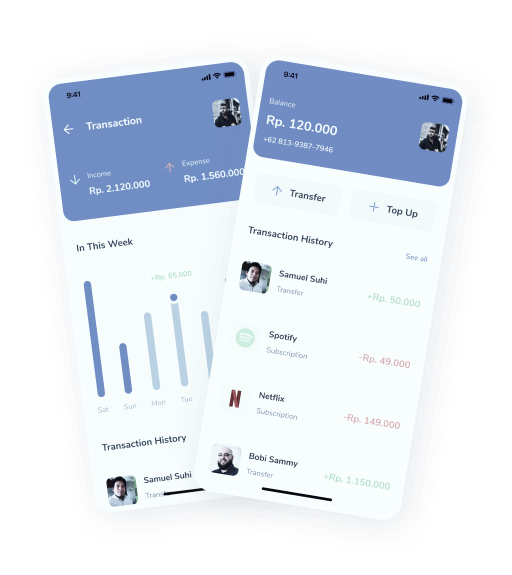 9:41
Transaction
Income
Rp. 2.120.000
Expense
Rp. 1.560.000
In This Week
+Rp. 65.000
Sat
Sun
Mon
Tue
Transaction History
Samuel Suhi
9:41
Balance
Rp. 120.000
+62 813-9387-7946
Transfer
Top Up
Transaction History
See all
Samuel Suhi
Transfer
+Rp. 50.000
Spotify
Subscription
-Rp. 49.000
Netflix
Subscription
-Rp. 149.000
Bobi Sammy
Transfer
+Rp. 1.150.000